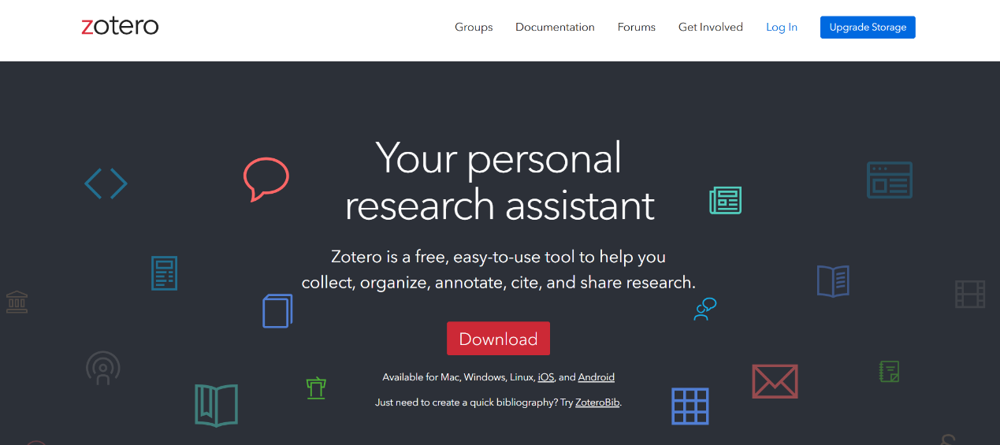 zotero
Groups Documentation Forums Get Involved Log In Upgrade Storage
Your personal
research assistant
Zotero is a free, easy-to-use tool to help you
collect, organize, annotate, cite, and share research.
Download
Available for Mac, Windows, Linux, iOS, and Android
Just need to create a quick bibliography? Try ZoteroBib.